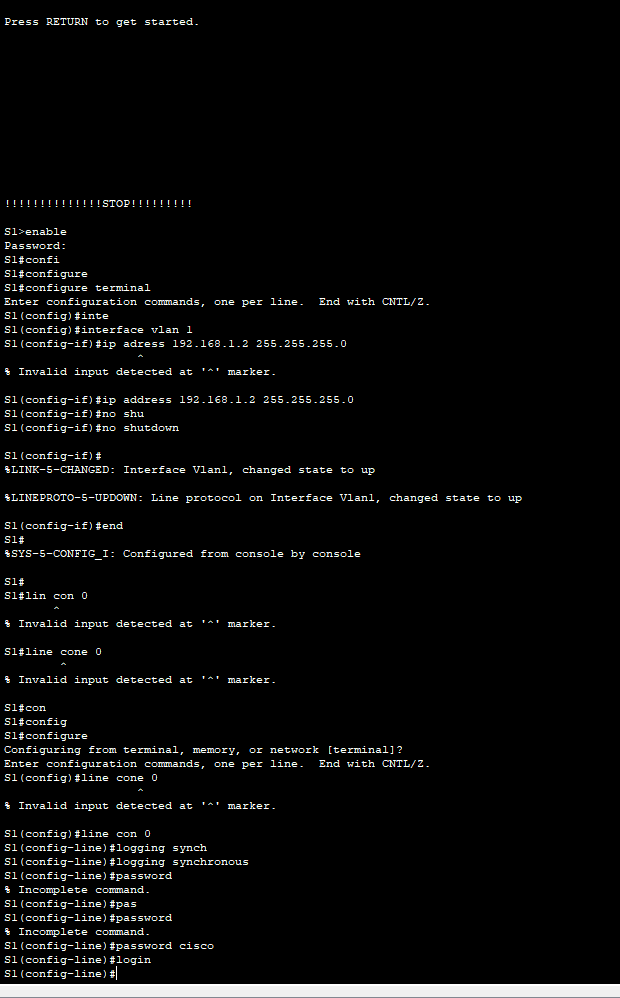 Press RETURN to get started.
!!!!!!!!!!!!!!STOP!!!!!!!!!
S1>enable
Password:
S1#confi
S1#configure
S1#configure terminal
Enter configuration commands, one per line.  End with CNTL/Z.
S1(config)#inte
S1(config)#interface vlan 1
S1(config-if)#ip adress 192.168.1.2 255.255.255.0
^
% Invalid input detected at '^' marker.
S1(config-if)#ip address 192.168.1.2 255.255.255.0
S1(config-if)#no shu
S1(config-if)#no shutdown
S1(config-if)#
%LINK-5-CHANGED: Interface Vlan1, changed state to up
%LINEPROTO-5-UPDOWN: Line protocol on Interface Vlan1, changed state to up
S1(config-if)#end
S1#
%SYS-5-CONFIG_I: Configured from console by console
S1#
S1#lin con 0
^
% Invalid input detected at '^' marker.
S1#line cone 0
^
% Invalid input detected at '^' marker.
S1#con
S1#config
S1#configure
Configuring from terminal, memory, or network [terminal]?
Enter configuration commands, one per line.  End with CNTL/Z.
S1(config)#line cone 0
^
% Invalid input detected at '^' marker.
S1(config)#line con 0
S1(config-line)#logging synch
S1(config-line)#logging synchronous
S1(config-line)#password
% Incomplete command.
S1(config-line)#pas
S1(config-line)#password
% Incomplete command.
S1(config-line)#password cisco
S1(config-line)#login
S1(config-line)#